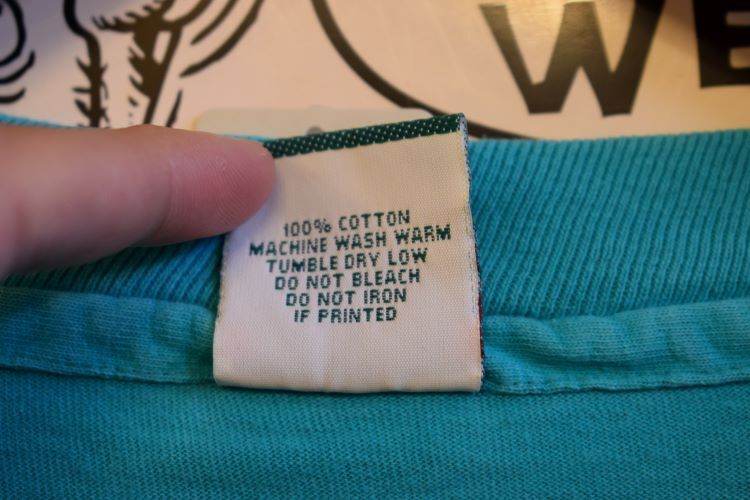 WE
100% COTTON
MACHINE WASH WARM
TUMBLE DRY LOW
DO NOT BLEACH
DO NOT IRON
IF PRINTED